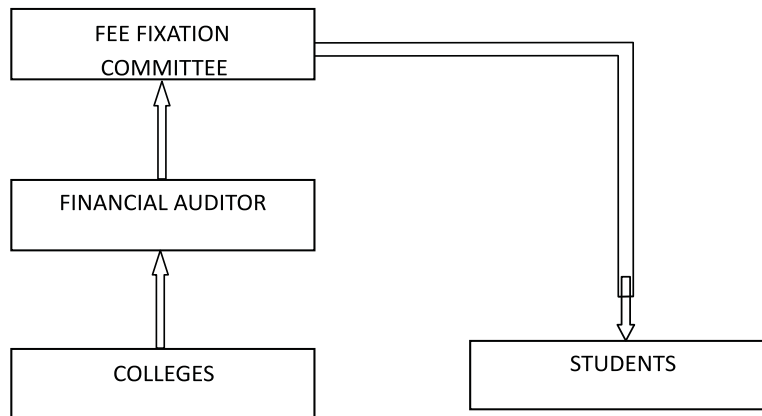 FEE FIXATION
COMMITTEE
FINANCIAL AUDITOR
COLLEGES
STUDENTS